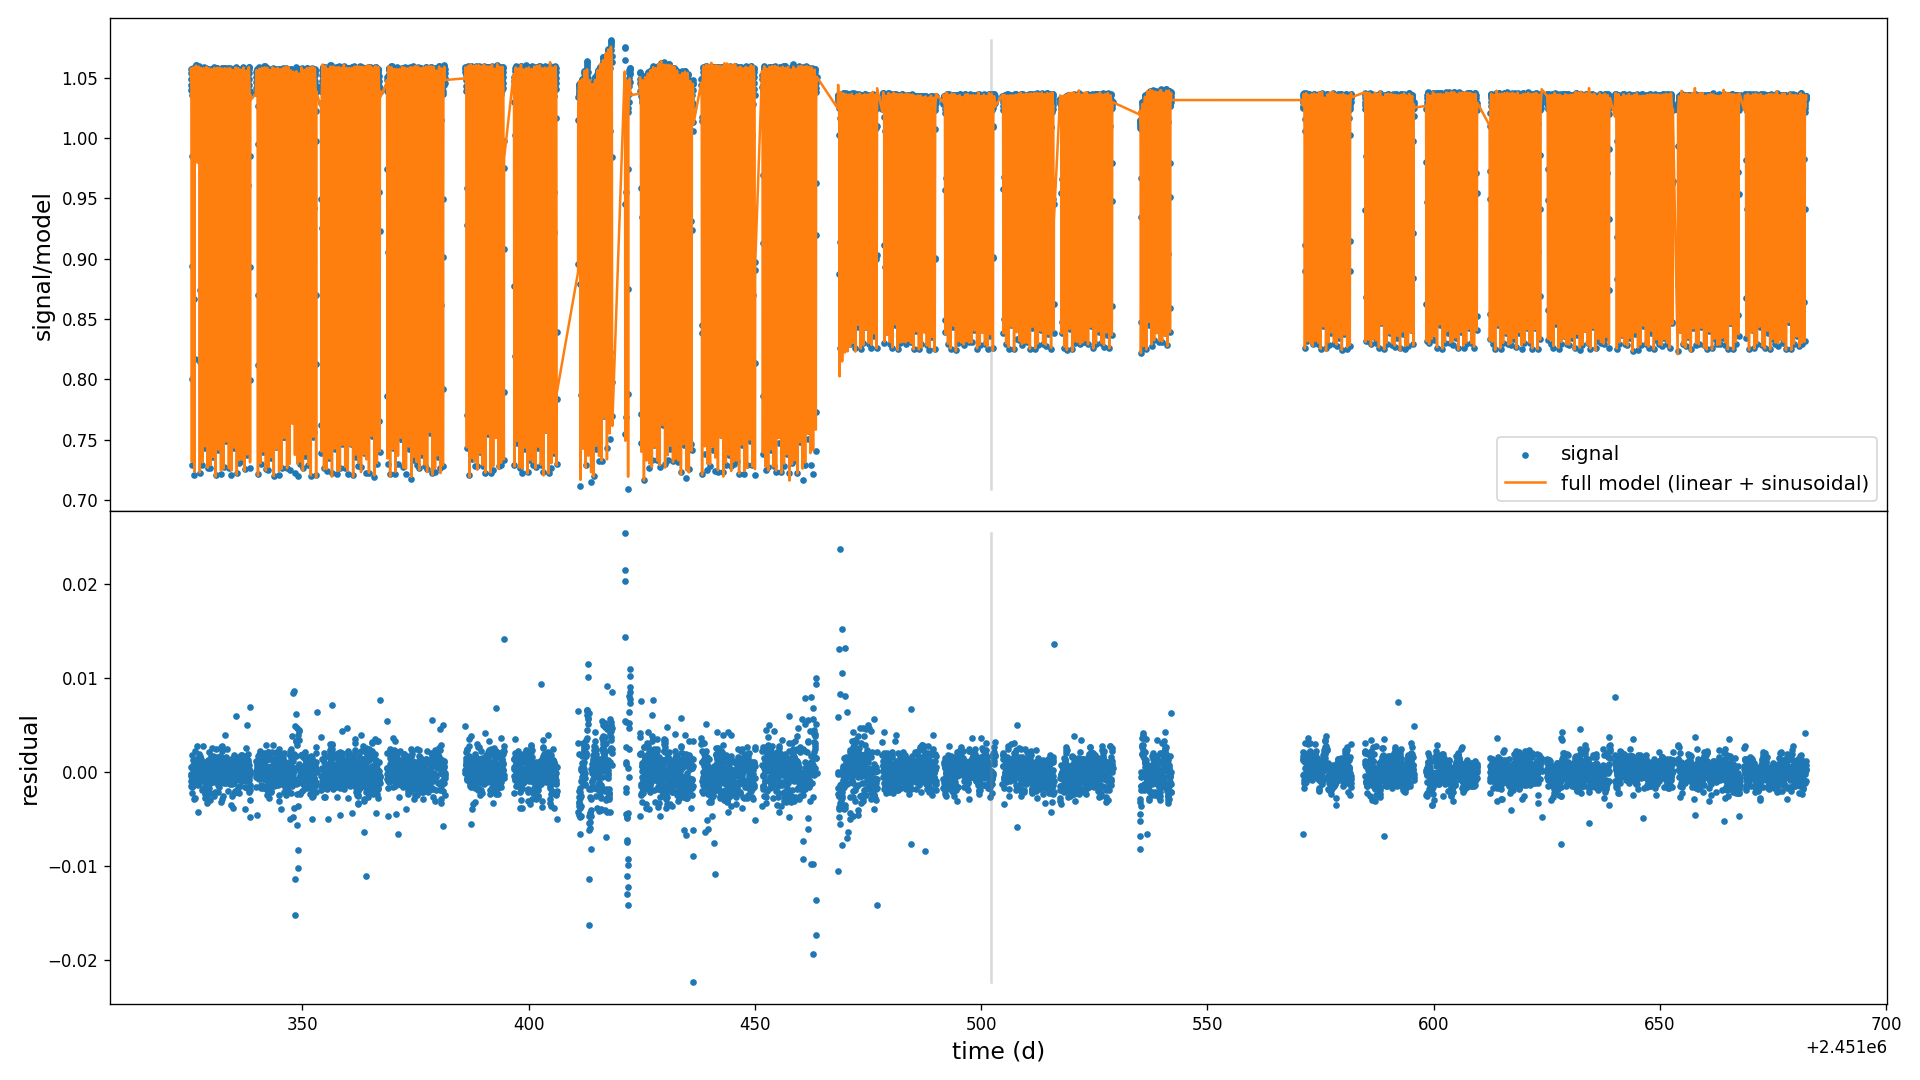 signal/model
1.05
1.00
0.95
0.90
0.85
0.80
0.75
0.70
signal
full model (linear + sinusoidal)
residual
0.02
0.01
0.00
−0.01
−0.02
350 400 450 500 550 600 650 700
time (d)
+2.451e6